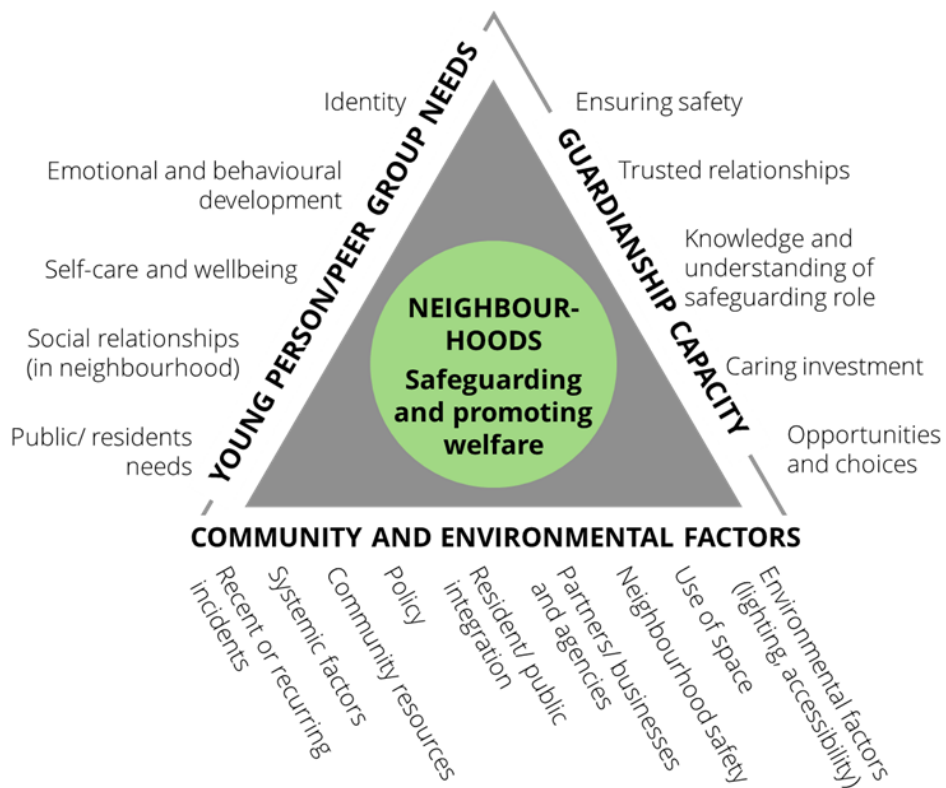 YOUNG PERSON/PEER GROUP NEEDS
Identity
Emotional and behavioural
development
Self-care and wellbeing
Social relationships
(in neighbourhood)
Public/ residents
needs
GUARDIANSHIP CAPACITY
Ensuring safety
Trusted relationships
Knowledge and
understanding of
safeguarding role
Caring investment
Opportunities
and choices
NEIGHBOUR-
HOODS
Safeguarding
and promoting
welfare
COMMUNITY AND ENVIRONMENTAL FACTORS
Recent or recurring
incidents
Systemic factors
Community resources
Policy
Resident/ public
integration
Partners/ businesses
and agencies
Neighbourhood safety
Use of space
Environmental factors
(lighting, accessibility)